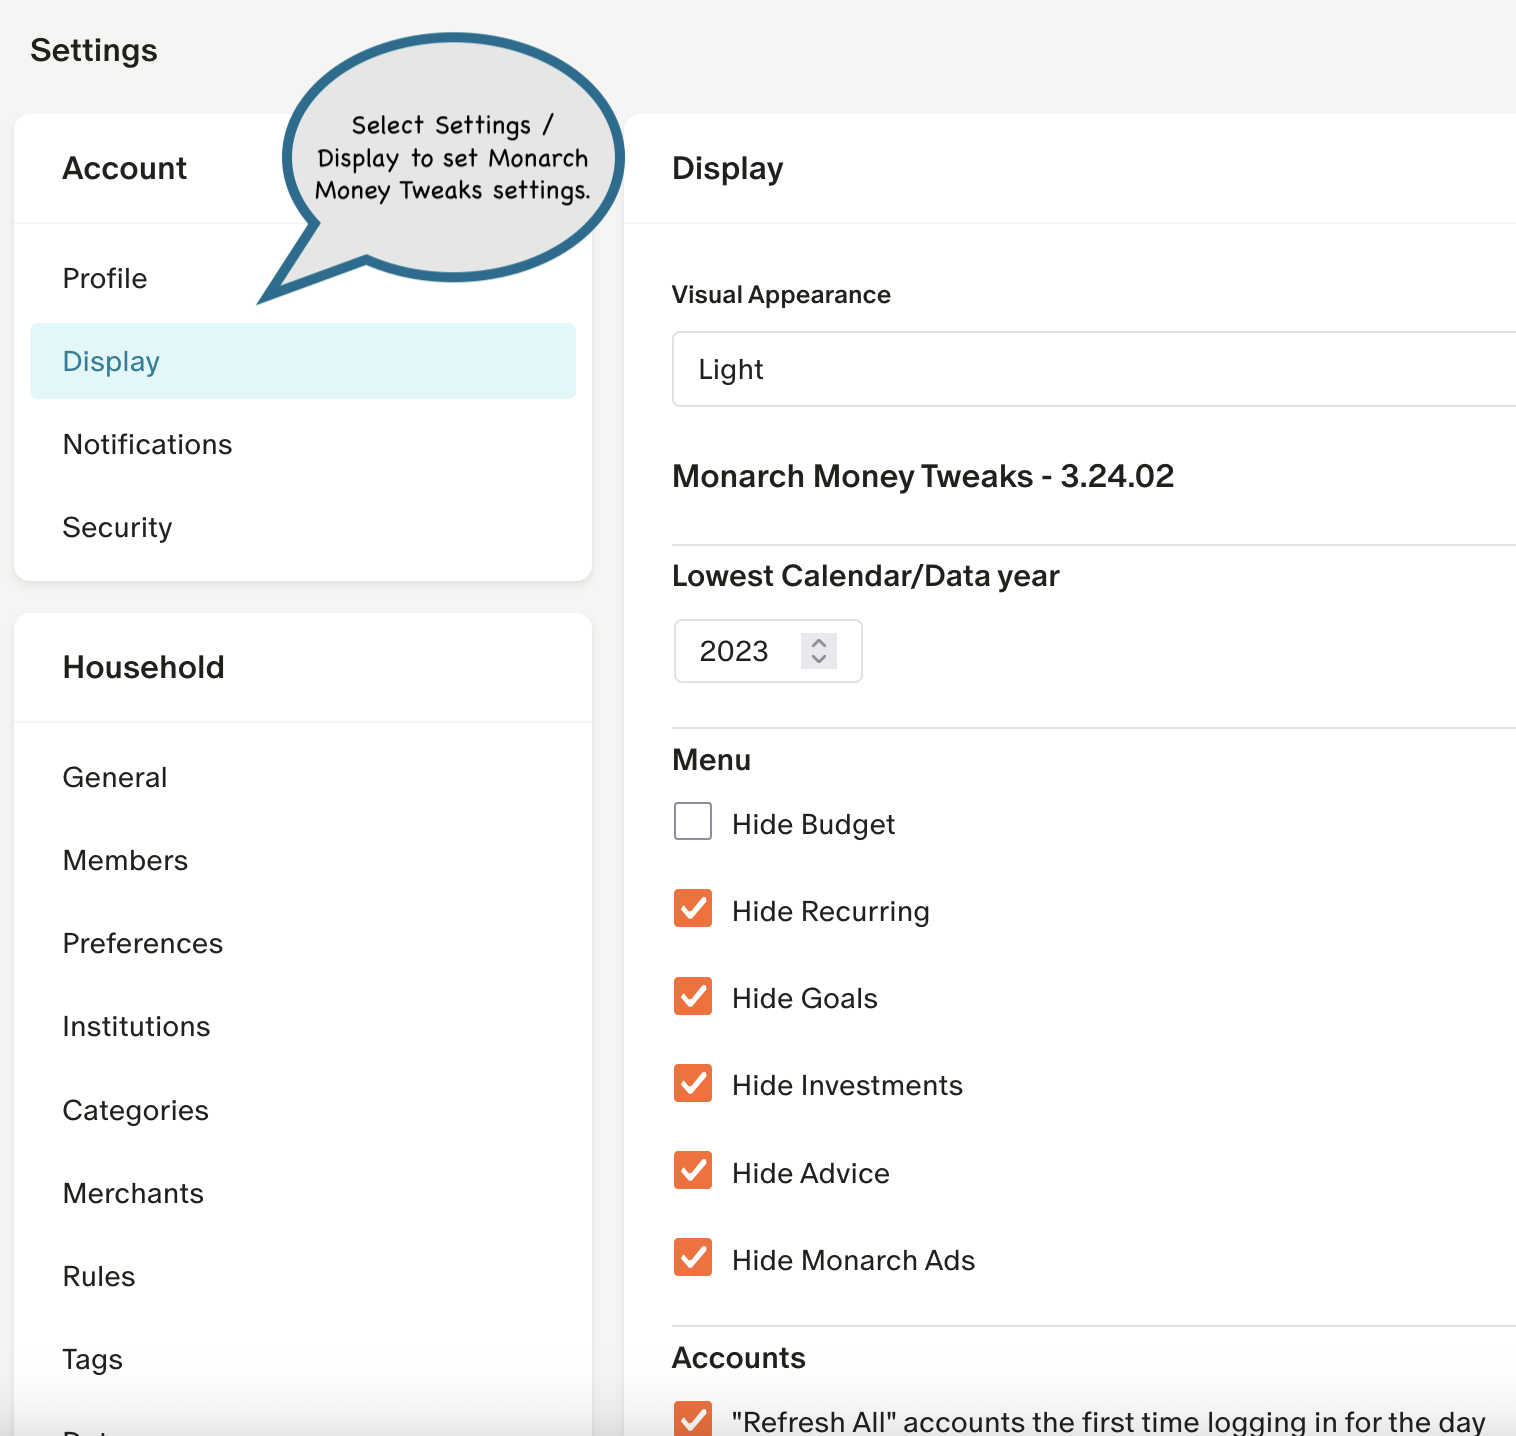 Settings
Select Settings /
Display to set Monarch
Money Tweaks settings.
Account
Profile
Display
Notifications
Security
Household
General
Members
Preferences
Institutions
Categories
Merchants
Rules
Tags
Display
Visual Appearance
Light
Monarch Money Tweaks - 3.24.02
Lowest Calendar/Data year
2023
Menu
Hide Budget
Hide Recurring
Hide Goals
Hide Investments
Hide Advice
Hide Monarch Ads
Accounts
"Refresh All" accounts the first time logging in for the day